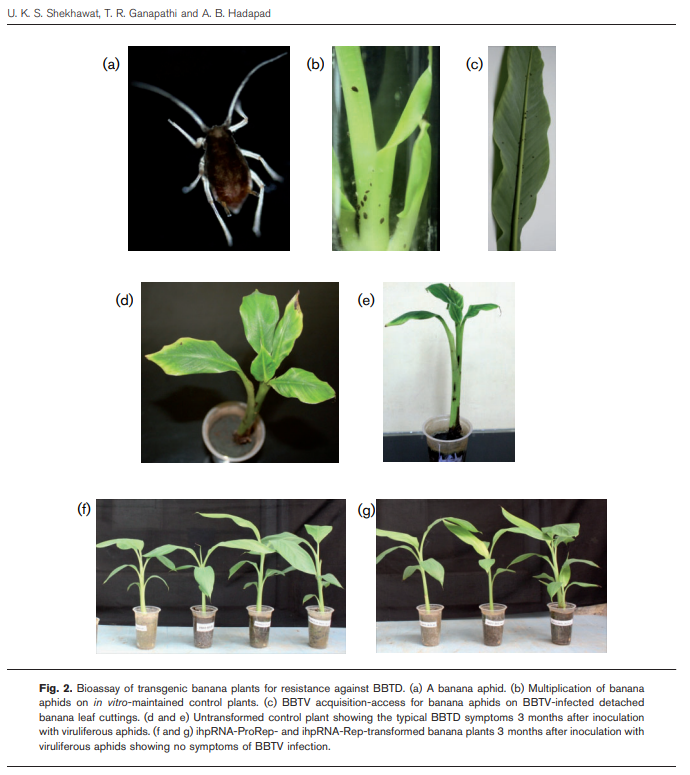 U. K. S. Shekhawat, T. R. Ganapathi and A. B. Hadapad
(a)
(b)
(c)
(d)
(e)
(f)
(g)
Fig. 2. Bioassay of transgenic banana plants for resistance against BBTD. (a) A banana aphid. (b) Multiplication of banana
aphids on in vitro-maintained control plants. (c) BBTV acquisition-access for banana aphids on BBTV-infected detached
banana leaf cuttings. (d and e) Untransformed control plant showing the typical BBTD symptoms 3 months after inoculation
with viruliferous aphids. (f and g) ihpRNA-ProRep- and ihpRNA-Rep-transformed banana plants 3 months after inoculation with
viruliferous aphids showing no symptoms of BBTV infection.